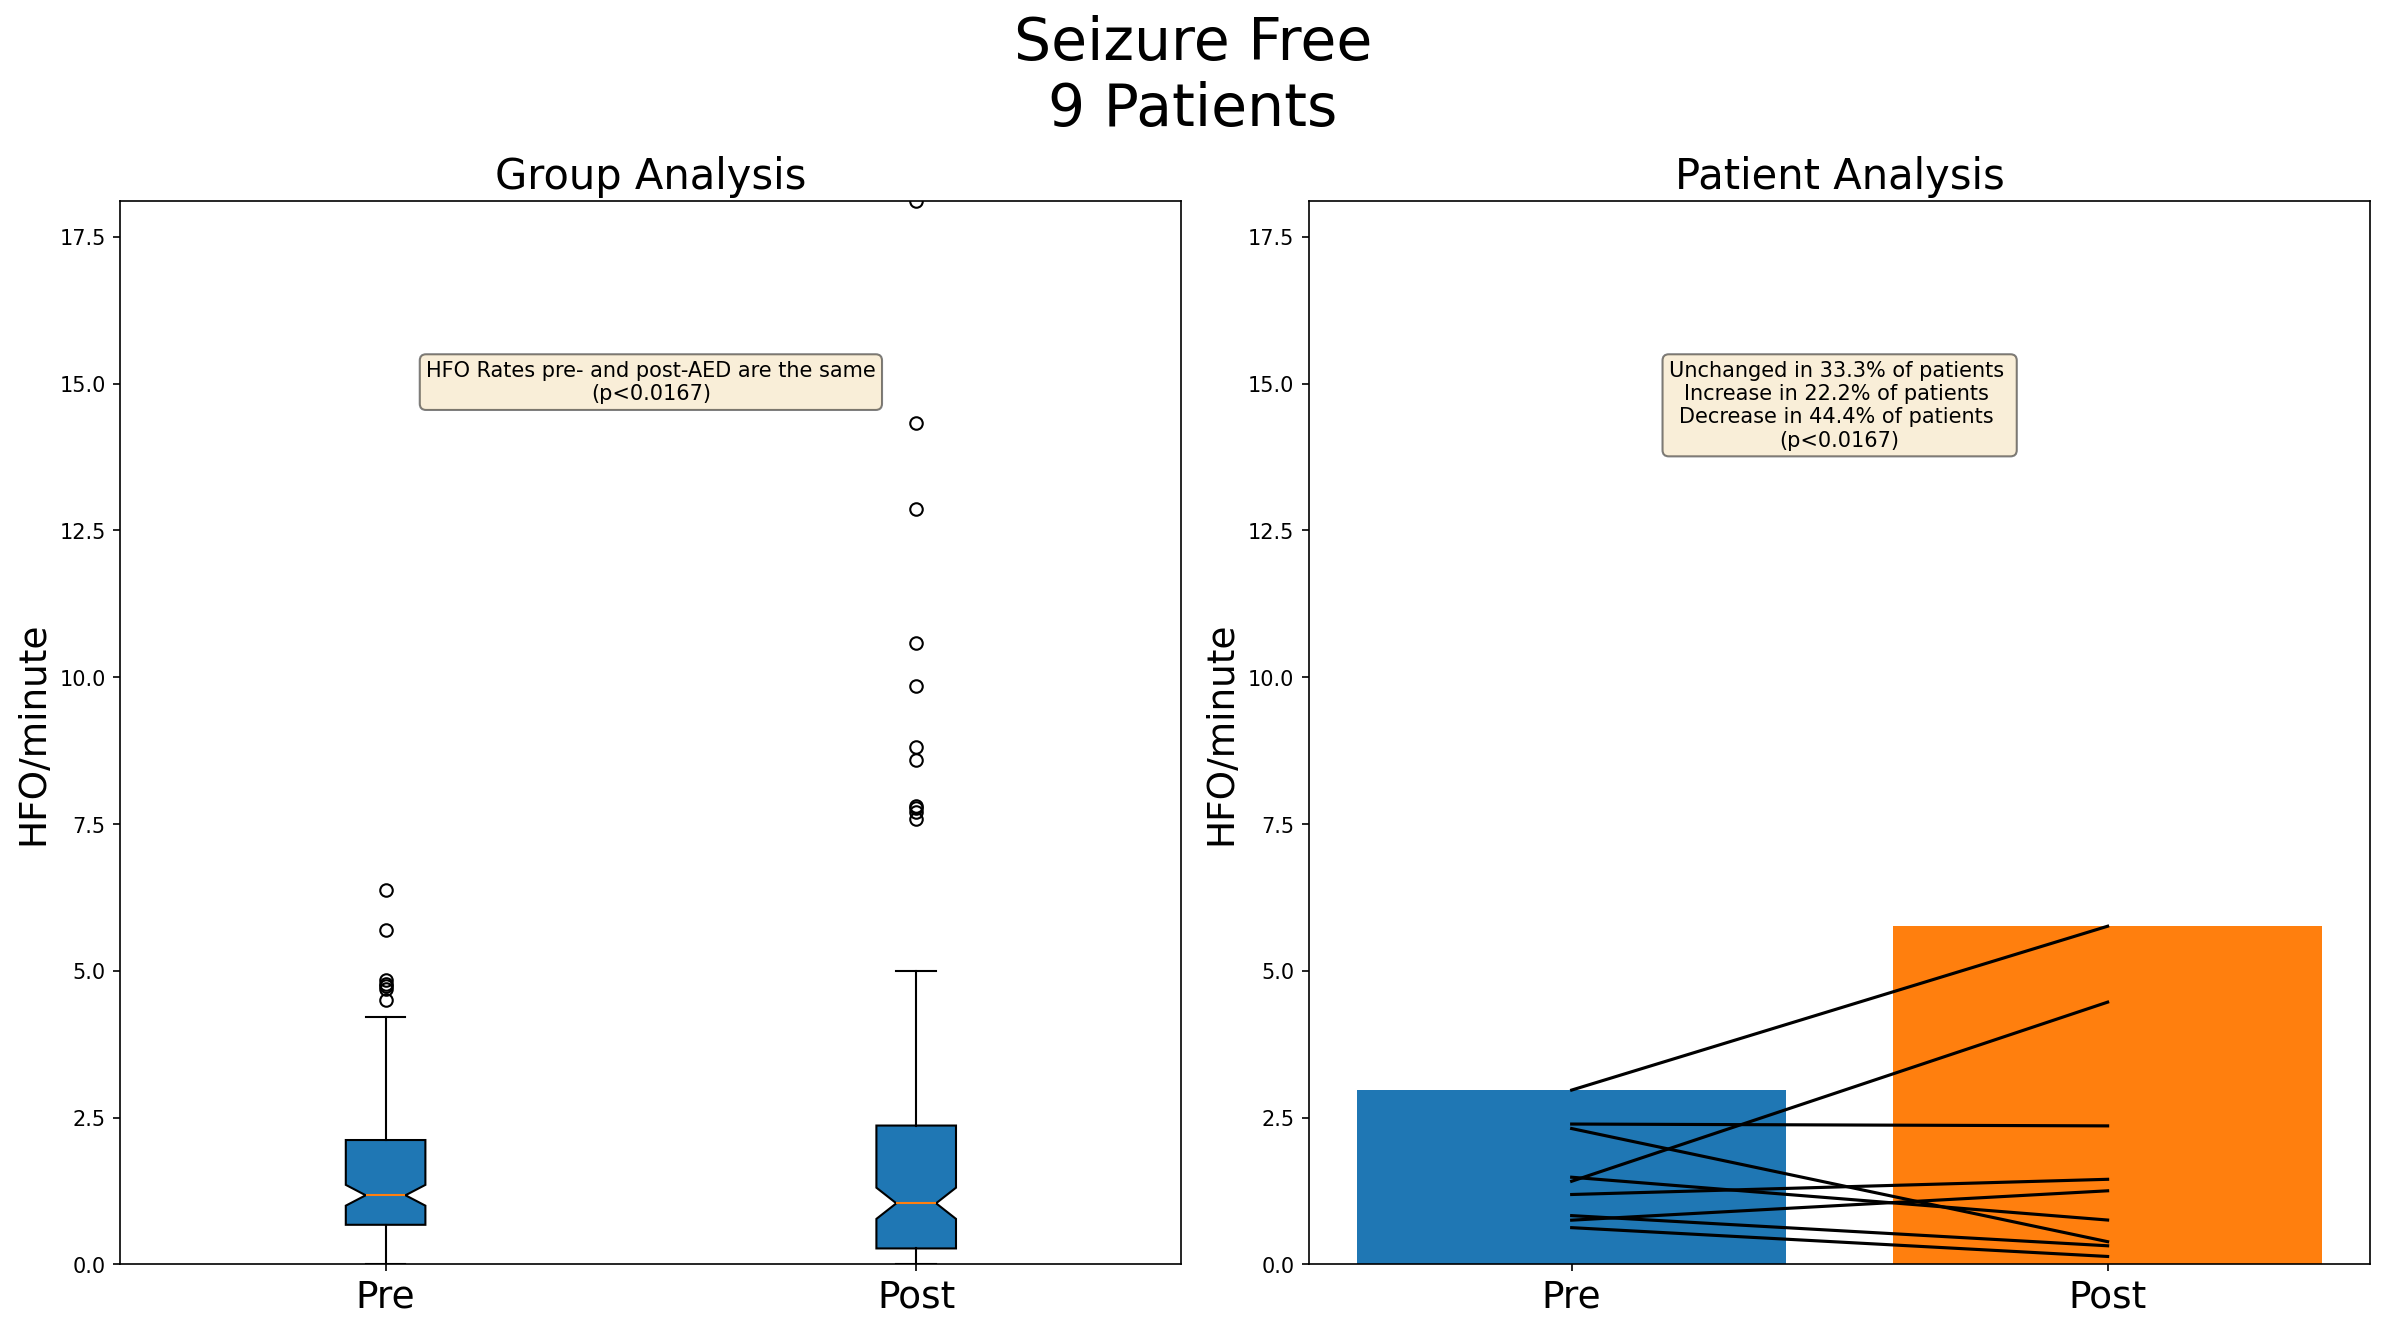 Seizure Free
9 Patients
Group Analysis
17.5
15.0
12.5
10.0
7.5
5.0
2.5
0.0
HFO/minute
HFO Rates pre- and post-AED are the same
(p<0.0167)
Pre
Post
Patient Analysis
17.5
15.0
12.5
10.0
7.5
5.0
2.5
0.0
HFO/minute
Unchanged in 33.3% of patients
Increase in 22.2% of patients
Decrease in 44.4% of patients
(p<0.0167)
Pre
Post